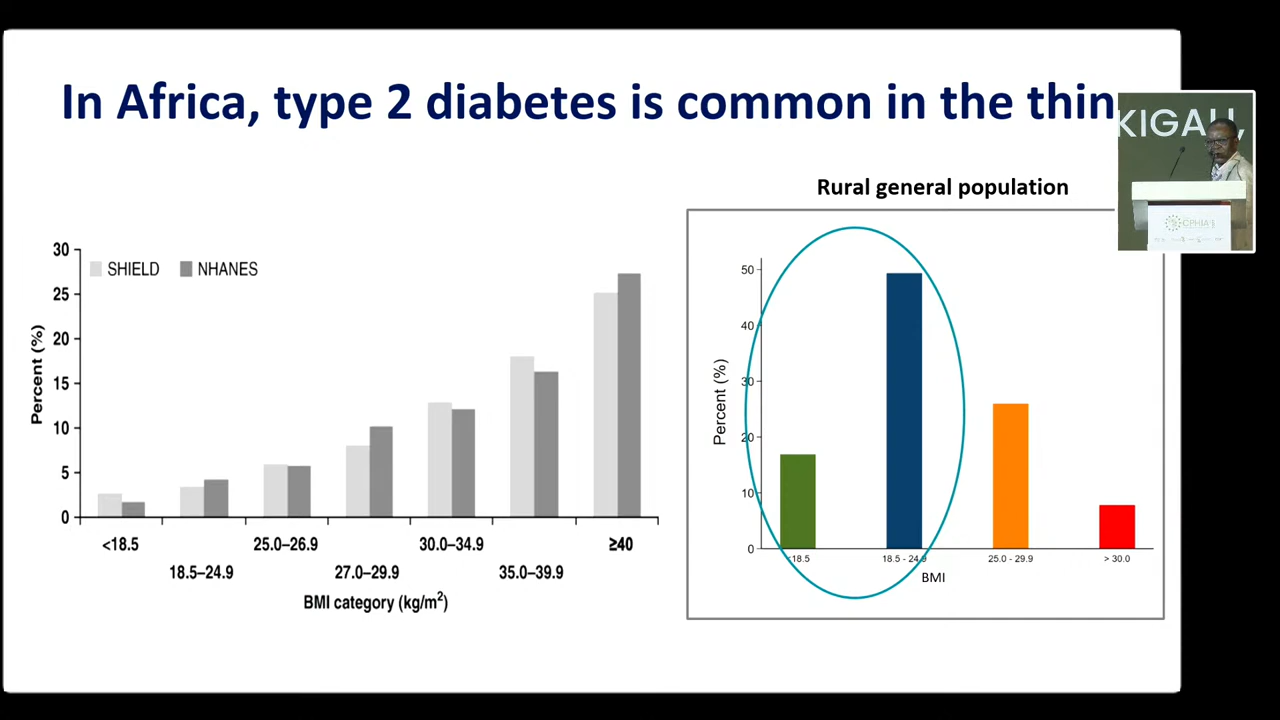 In Africa, type 2 diabetes is common in the thin
KIGALI,
CPHIA
Rural general population
SHIELD
NHANES
Percent (%)
30
25
20
15
10
5
0
<18.5
18.5–24.9
25.0–26.9
27.0–29.9
30.0–34.9
35.0–39.9
≥40
BMI category (kg/m²)
Percent (%)
50
40
30
20
10
0
<18.5
18.5 - 24.9
25.0 - 29.9
> 30.0
BMI